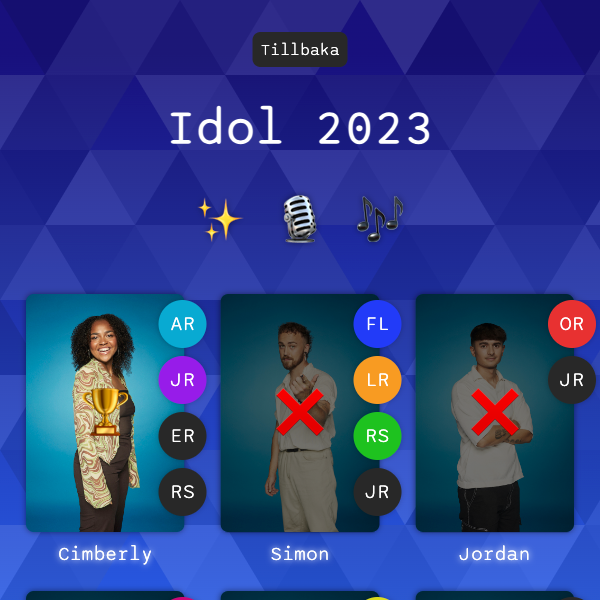 Tillbaka
Idol 2023
AR
JR
ER
RS
FL
LR
RS
JR
OR
JR
Cimberly
Simon
Jordan